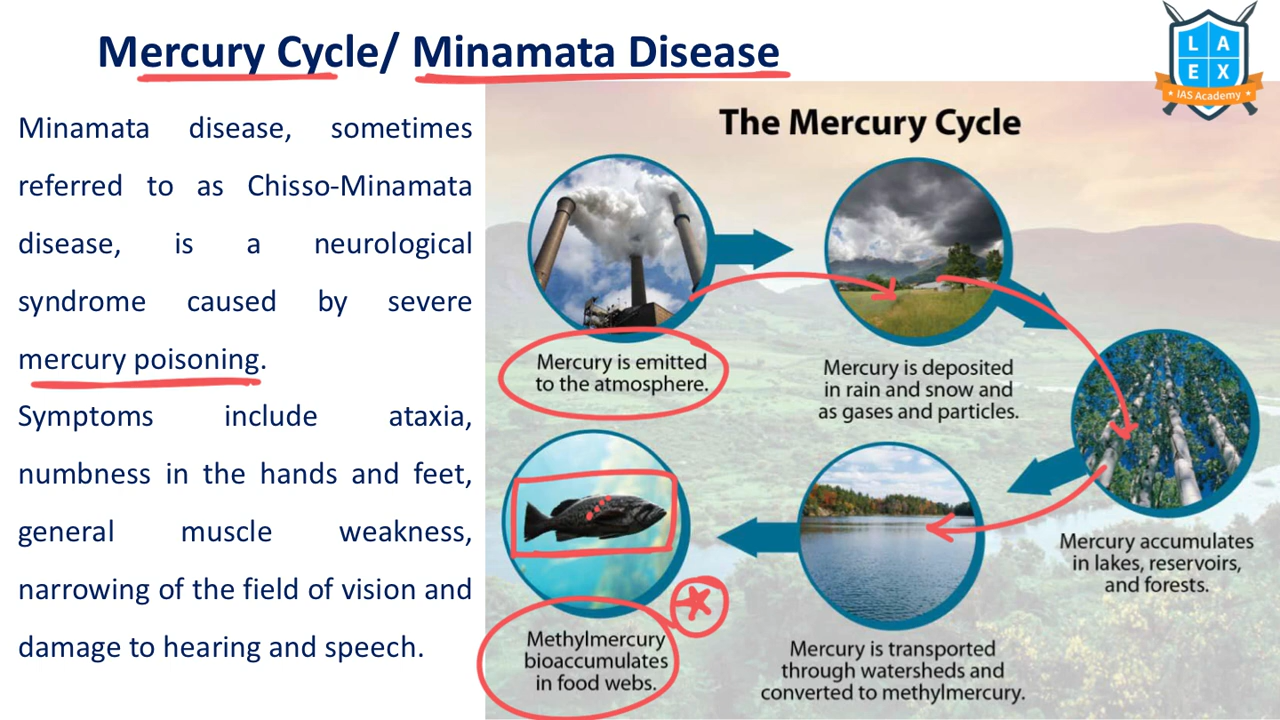 Mercury Cycle/ Minamata Disease
L A
E X
IAS Academy
Minamata disease, sometimes
referred to as Chisso-Minamata
disease, is a neurological
syndrome caused by severe
mercury poisoning.
Symptoms include ataxia,
numbness in the hands and feet,
general muscle weakness,
narrowing of the field of vision and
damage to hearing and speech.
The Mercury Cycle
Mercury is emitted
to the atmosphere.
Mercury is deposited
in rain and snow and
as gases and particles.
Mercury accumulates
in lakes, reservoirs,
and forests.
Mercury is transported
through watersheds and
converted to methylmercury.
Methylmercury
bioaccumulates
in food webs.